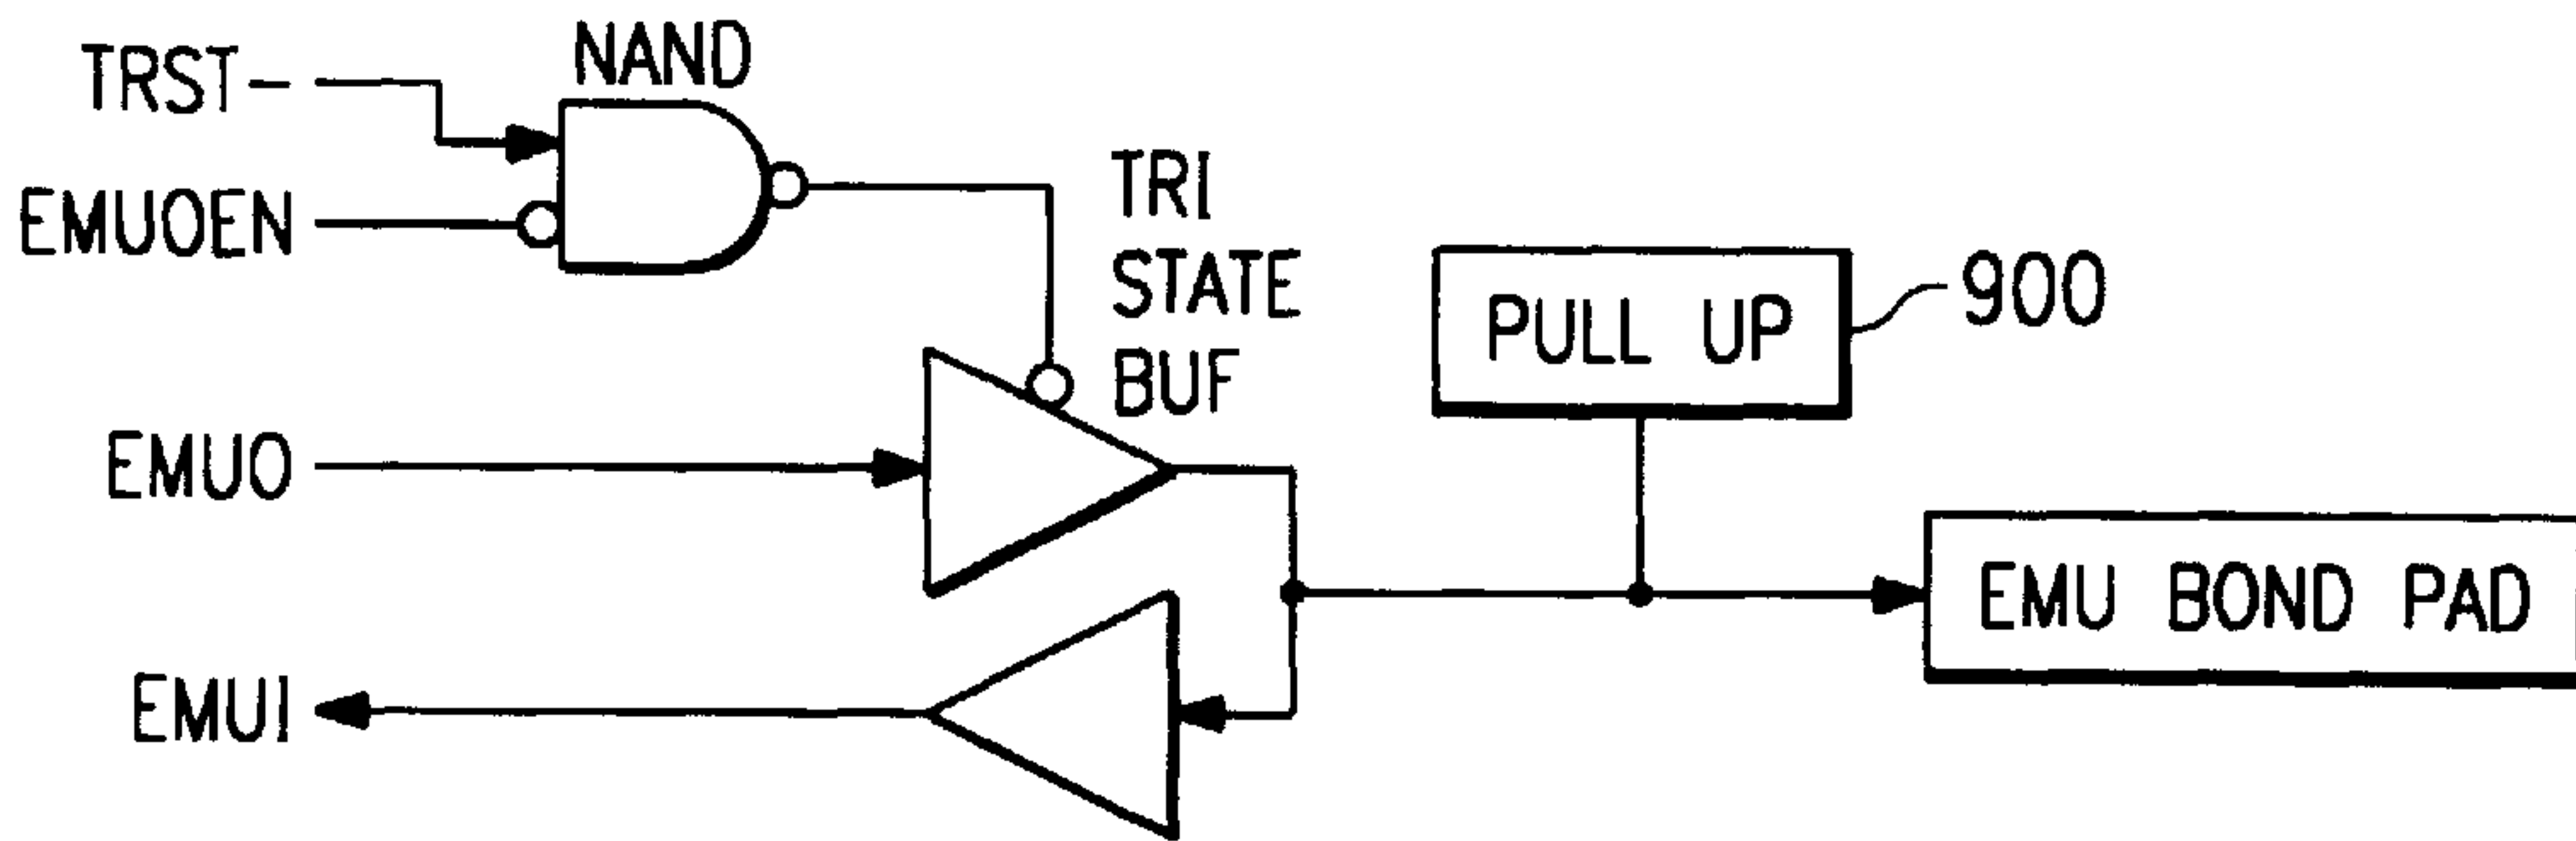 TRST-
NAND
EMUOEN
TRI
STATE
BUF
PULL UP
900
EMUO
EMU BOND PAD
EMUI